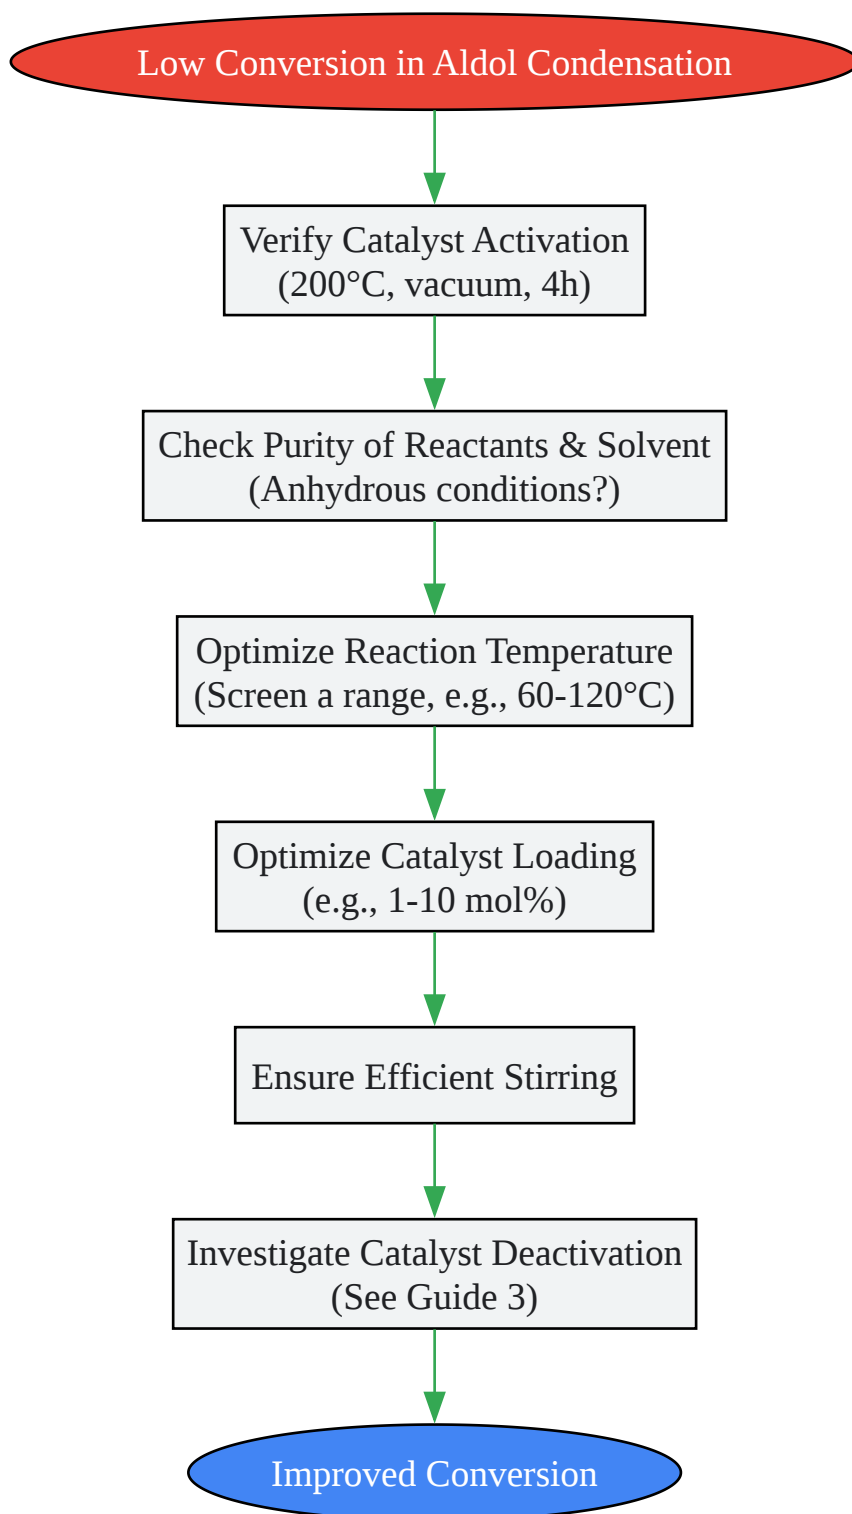 Low Conversion in Aldol Condensation
Verify Catalyst Activation
(200°C, vacuum, 4h)
Check Purity of Reactants & Solvent
(Anhydrous conditions?)
Optimize Reaction Temperature
(Screen a range, e.g., 60-120°C)
Optimize Catalyst Loading
(e.g., 1-10 mol%)
Ensure Efficient Stirring
Investigate Catalyst Deactivation
(See Guide 3)
Improved Conversion